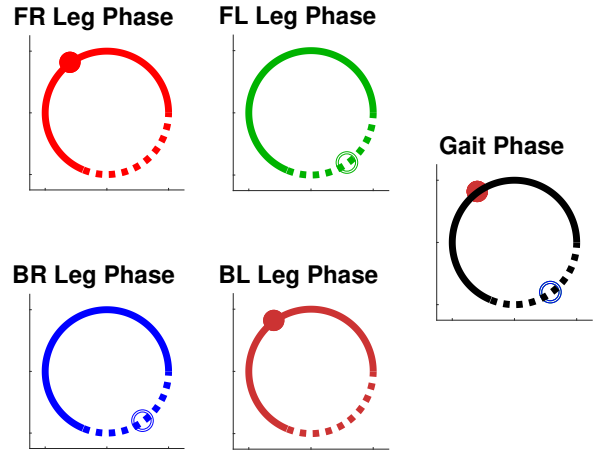 FR Leg Phase
FL Leg Phase
Gait Phase
BR Leg Phase
BL Leg Phase